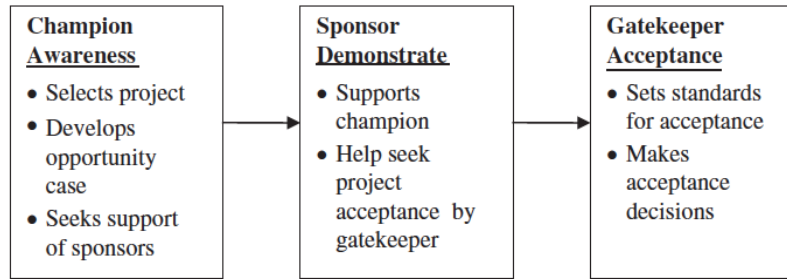 Champion
Awareness
• Selects project
• Develops
opportunity
case
• Seeks support
of sponsors
Sponsor
Demonstrate
• Supports
champion
• Help seek
project
acceptance by
gatekeeper
Gatekeeper
Acceptance
• Sets standards
for acceptance
• Makes
acceptance
decisions